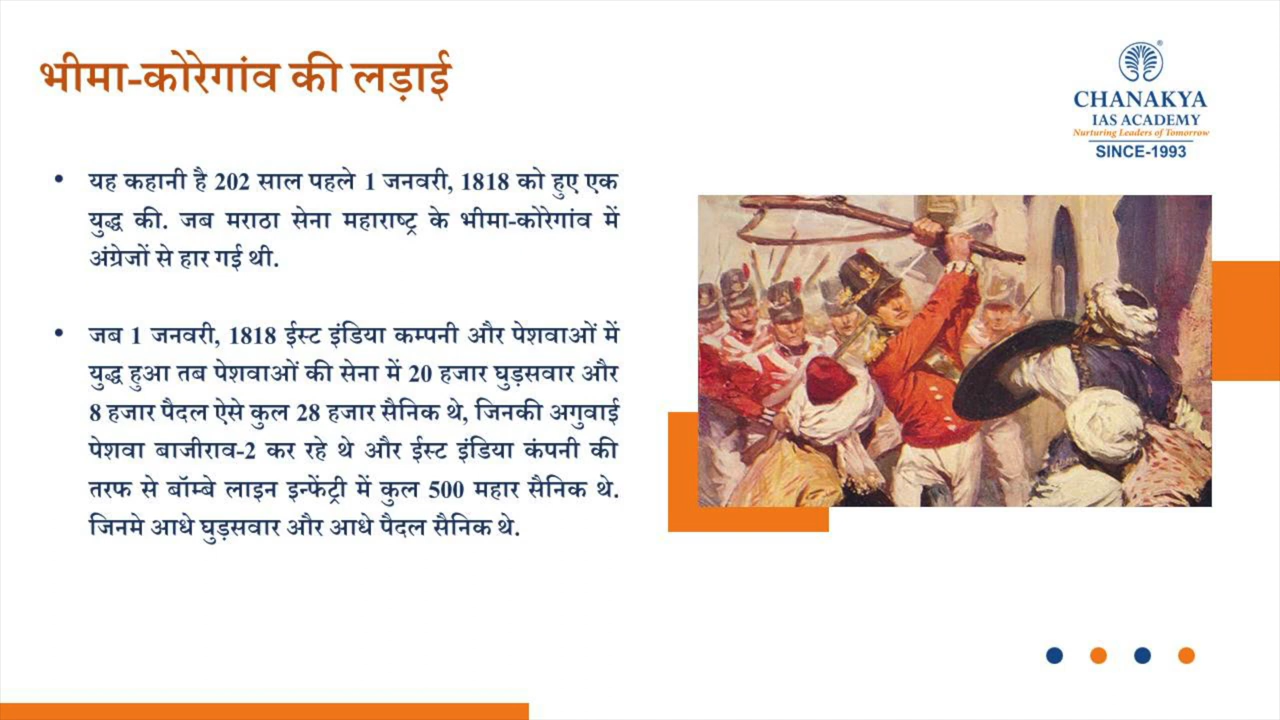 भीमा-कोरेगांव की लड़ाई
CHANAKYA
IAS ACADEMY
Nurturing Leaders of Tomorrow
SINCE-1993
• यह कहानी है 202 साल पहले 1 जनवरी, 1818 को हुए एक
युद्ध की. जब मराठा सेना महाराष्ट्र के भीमा-कोरेगांव में
अंग्रेजों से हार गई थी.
• जब 1 जनवरी, 1818 ईस्ट इंडिया कम्पनी और पेशवाओं में
युद्ध हुआ तब पेशवाओं की सेना में 20 हजार घुड़सवार और
8 हजार पैदल ऐसे कुल 28 हजार सैनिक थे, जिनकी अगुवाई
पेशवा बाजीराव-2 कर रहे थे और ईस्ट इंडिया कंपनी की
तरफ से बॉम्बे लाइन इन्फेंट्री में कुल 500 महार सैनिक थे.
जिनमे आधे घुड़सवार और आधे पैदल सैनिक थे.